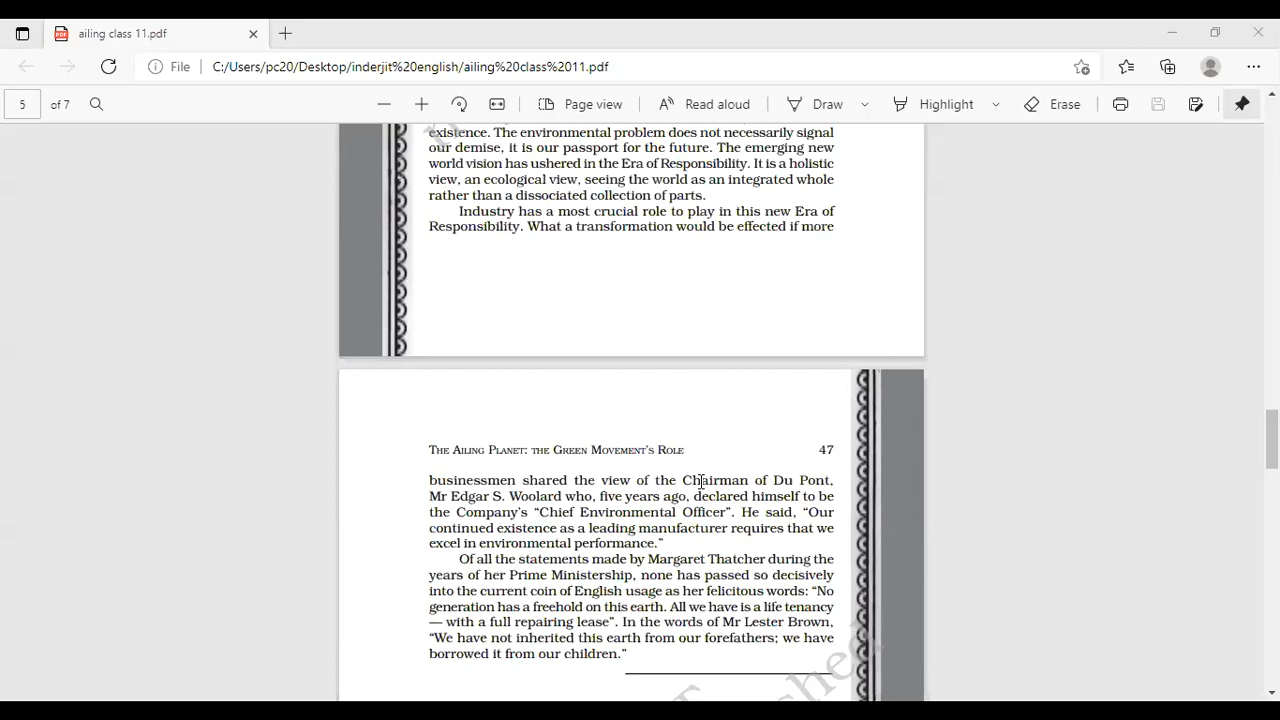 ailing class 11.pdf
File C:/Users/pc20/Desktop/inderjit%20english/ailing%20class%2011.pdf
5 of 7 Page view Read aloud Draw Highlight Erase
existence. The environmental problem does not necessarily signal
our demise, it is our passport for the future. The emerging new
world vision has ushered in the Era of Responsibility. It is a holistic
view, an ecological view, seeing the world as an integrated whole
rather than a dissociated collection of parts.
Industry has a most crucial role to play in this new Era of
Responsibility. What a transformation would be effected if more
THE AILING PLANET: THE GREEN MOVEMENT'S ROLE 47
businessmen shared the view of the Chairman of Du Pont,
Mr Edgar S. Woolard who, five years ago, declared himself to be
the Company's “Chief Environmental Officer”. He said, “Our
continued existence as a leading manufacturer requires that we
excel in environmental performance.”
Of all the statements made by Margaret Thatcher during the
years of her Prime Ministership, none has passed so decisively
into the current coin of English usage as her felicitous words: “No
generation has a freehold on this earth. All we have is a life tenancy
— with a full repairing lease”. In the words of Mr Lester Brown,
“We have not inherited this earth from our forefathers; we have
borrowed it from our children.”